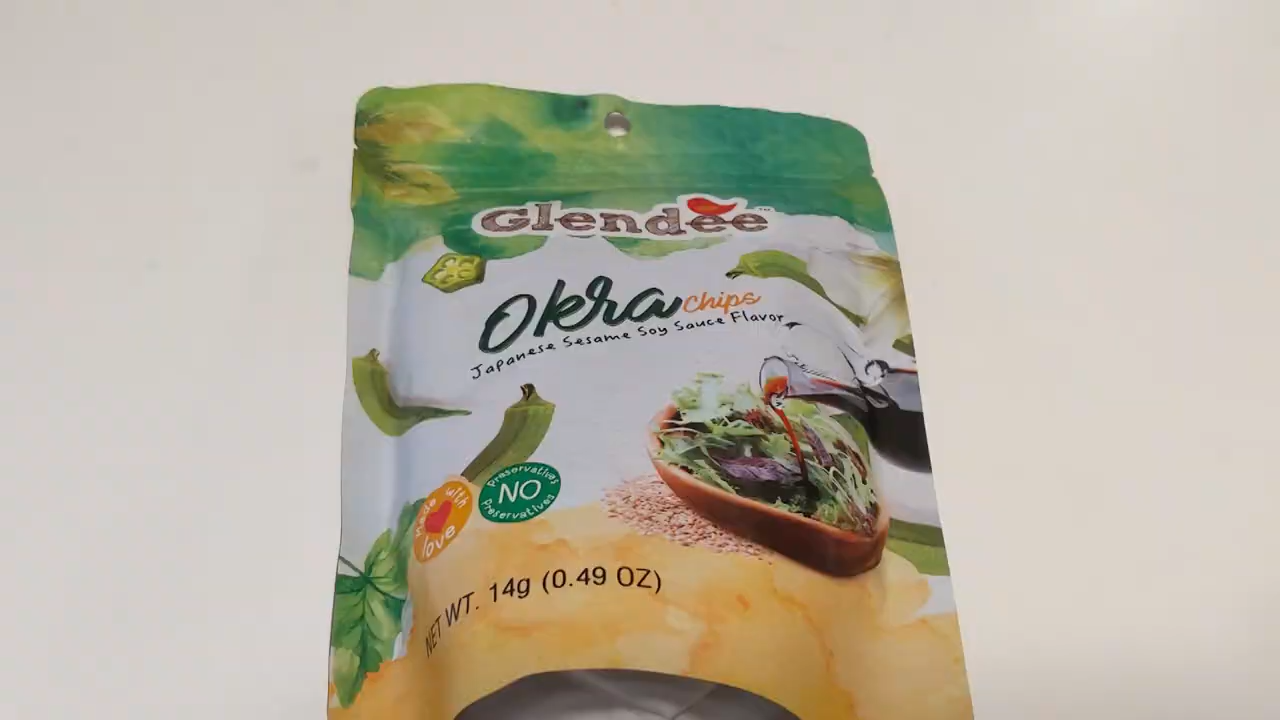 Glendee™
Okra chips
Japanese Sesame Soy Sauce Flavor
made with
love
Preservatives
NO
Preservatives
NET WT. 14g (0.49 OZ)